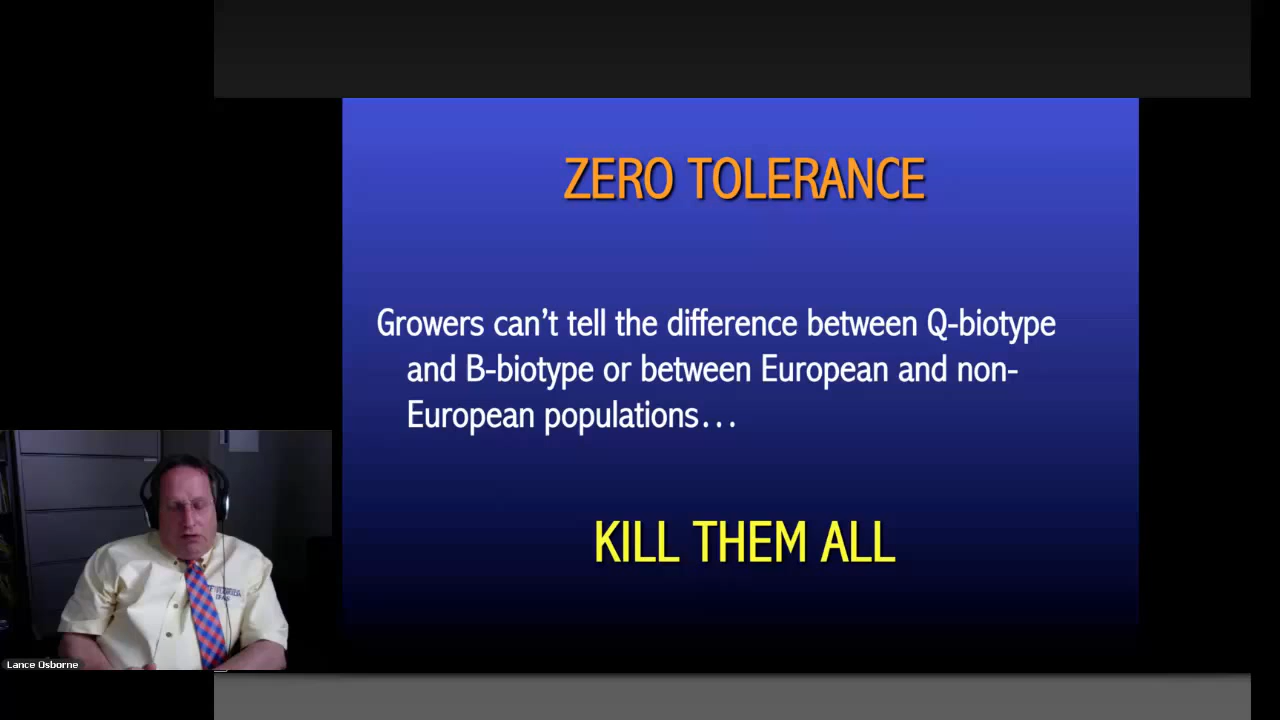 ZERO TOLERANCE
Growers can't tell the difference between Q-biotype
and B-biotype or between European and non-
European populations…
KILL THEM ALL
Lance Osborne